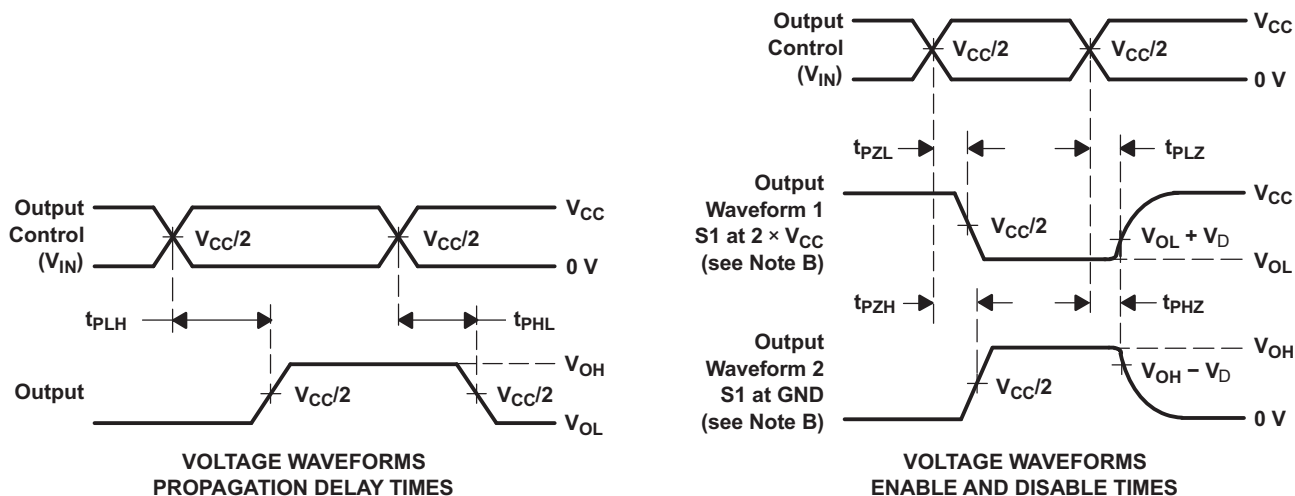 Output
Control
(VIN)
VCC/2
VCC/2
VCC
0 V
tPLH
tPHL
Output
VCC/2
VCC/2
VOH
VOL
VOLTAGE WAVEFORMS
PROPAGATION DELAY TIMES
Output
Control
(VIN)
VCC/2
VCC/2
VCC
0 V
tPZL
tPLZ
Output
Waveform 1
S1 at 2 × VCC
(see Note B)
VCC/2
VCC
VOL + VD
VOL
tPZH
tPHZ
Output
Waveform 2
S1 at GND
(see Note B)
VCC/2
VOH
VOH − VD
0 V
VOLTAGE WAVEFORMS
ENABLE AND DISABLE TIMES